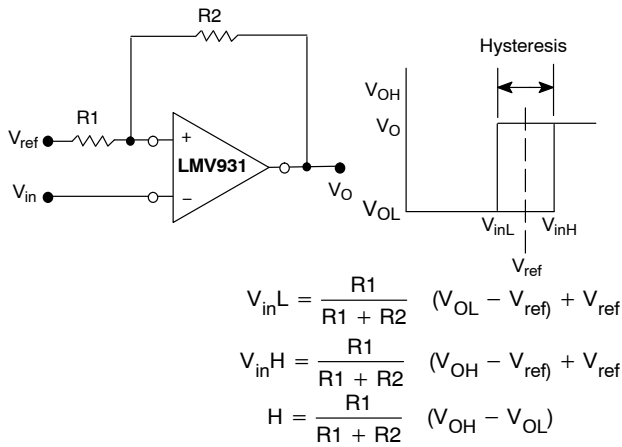 R2
Hysteresis
R1
V_ref
+
LMV931
V_in
−
V_O
V_OH
V_O
V_OL
V_inL
V_inH
V_ref
V_inL = R1 / (R1 + R2) (V_OL − V_ref) + V_ref
V_inH = R1 / (R1 + R2) (V_OH − V_ref) + V_ref
H = R1 / (R1 + R2) (V_OH − V_OL)